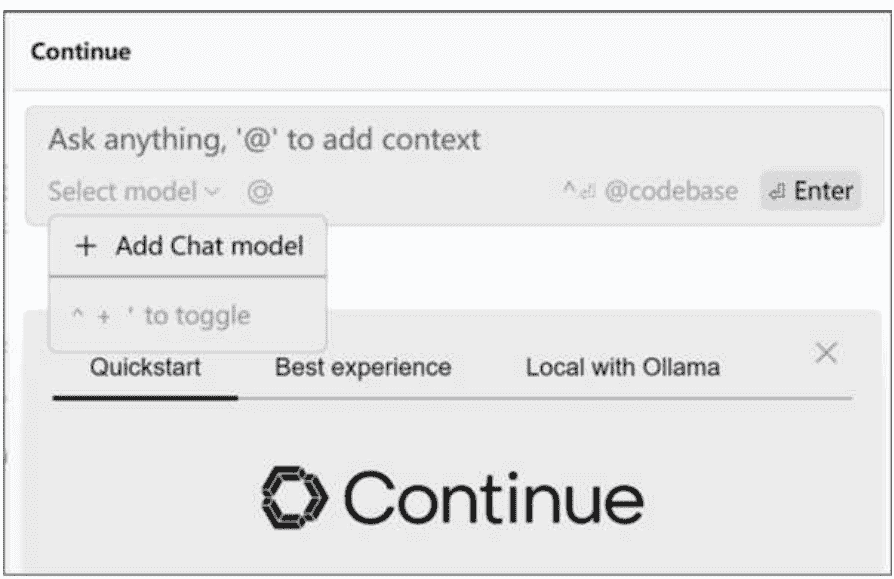 Continue
Ask anything, '@' to add context
Select model @ ^⏎ @codebase ⏎ Enter
+ Add Chat model
^ + ' to toggle
Quickstart Best experience Local with Ollama
Continue